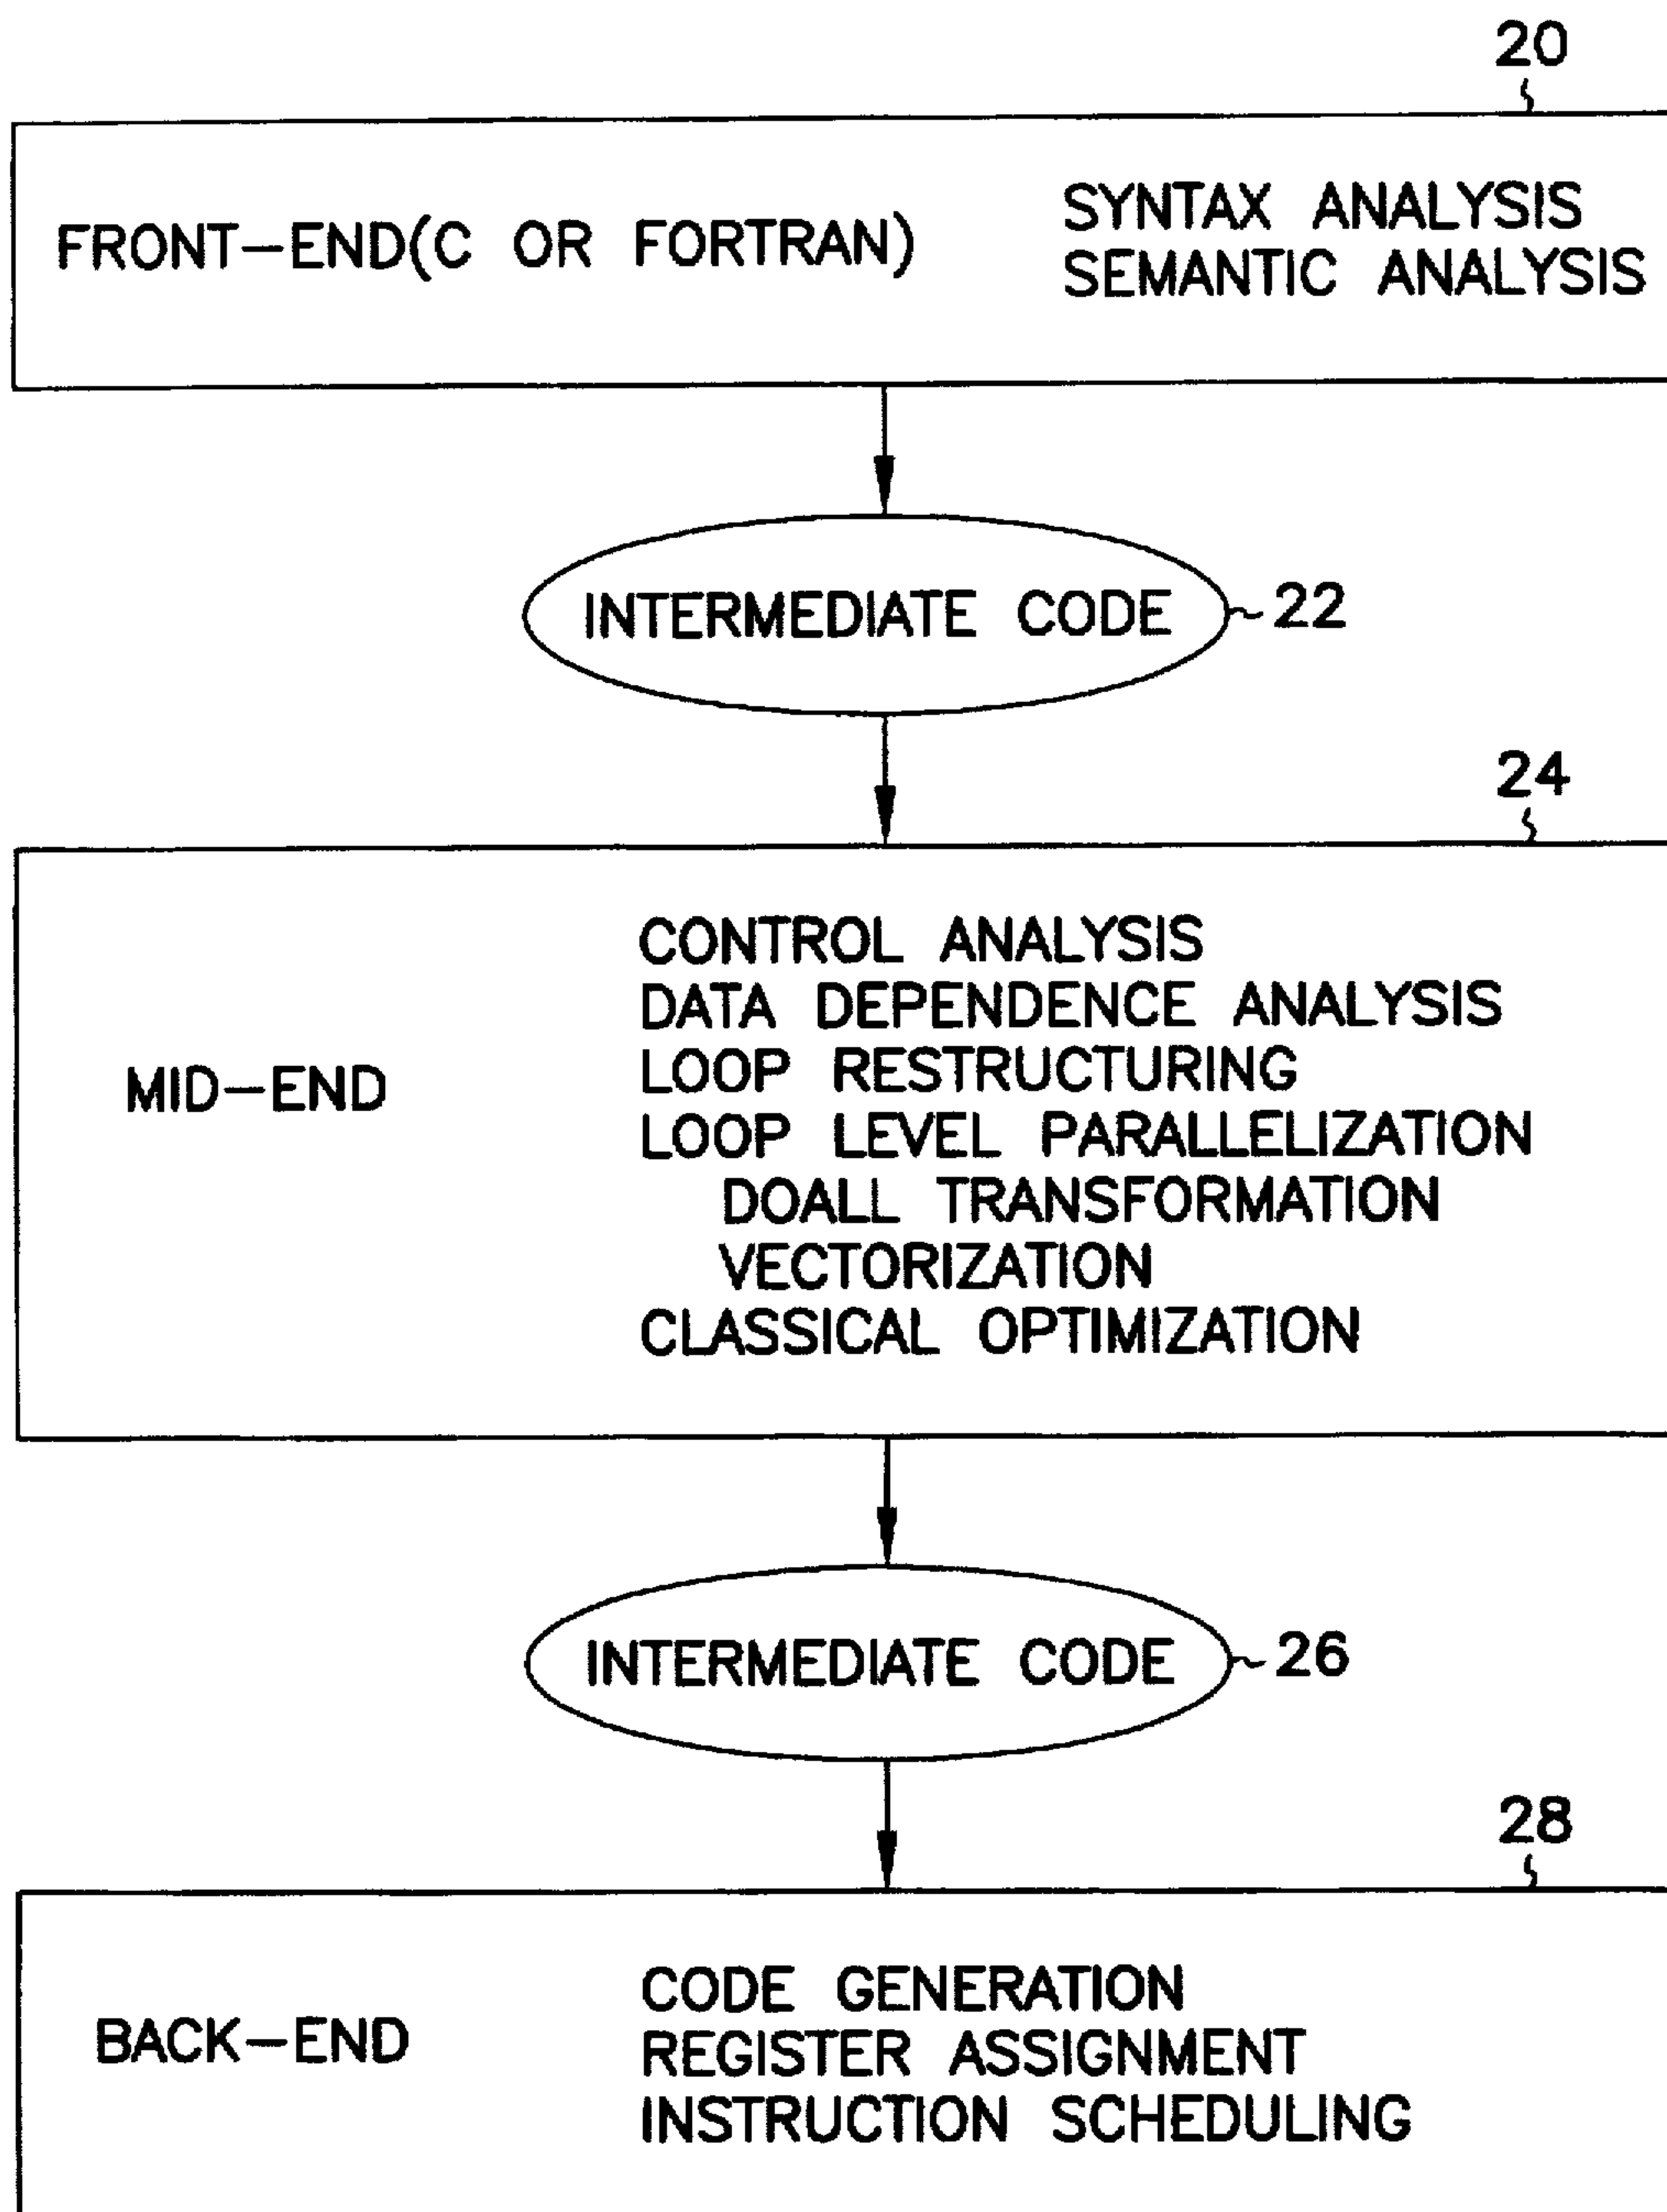 20
FRONT-END(C OR FORTRAN)
SYNTAX ANALYSIS
SEMANTIC ANALYSIS
INTERMEDIATE CODE
22
24
MID-END
CONTROL ANALYSIS
DATA DEPENDENCE ANALYSIS
LOOP RESTRUCTURING
LOOP LEVEL PARALLELIZATION
DOALL TRANSFORMATION
VECTORIZATION
CLASSICAL OPTIMIZATION
INTERMEDIATE CODE
26
28
BACK-END
CODE GENERATION
REGISTER ASSIGNMENT
INSTRUCTION SCHEDULING